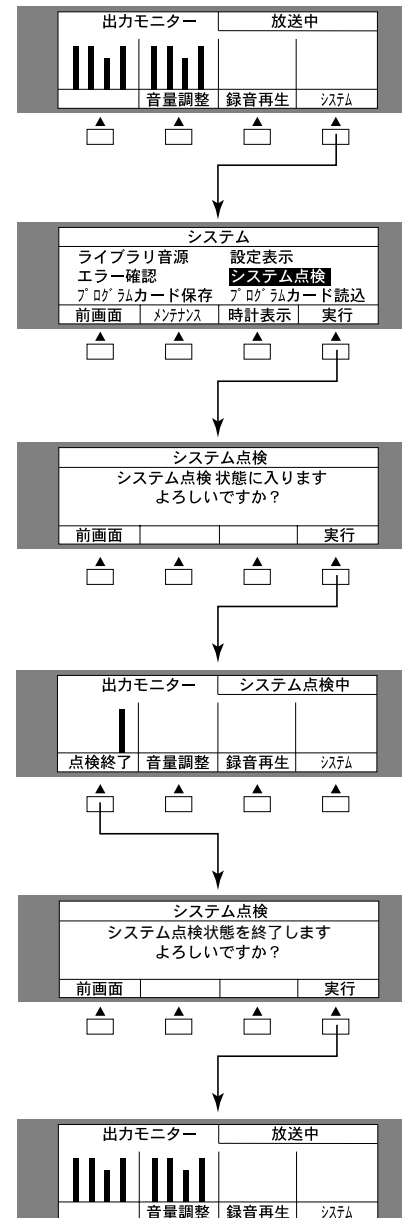 出力モニター 放送中
音量調整 録音再生 ｼｽﾃﾑ
システム
ライブラリ音源 設定表示
エラー確認 システム点検
ﾌﾟﾛｸﾞﾗﾑカード保存 ﾌﾟﾛｸﾞﾗﾑカード読込
前画面 ﾒﾝﾃﾅﾝｽ 時計表示 実行
システム点検
システム点検 状態に入ります
よろしいですか？
前画面 実行
出力モニター システム点検中
点検終了 音量調整 録音再生 ｼｽﾃﾑ
システム点検
システム点検状態を終了します
よろしいですか？
前画面 実行
出力モニター 放送中
音量調整 録音再生 ｼｽﾃﾑ